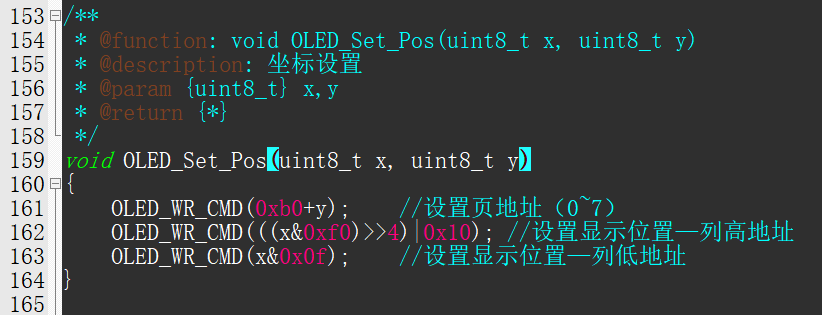 153 /**
154  * @function: void OLED_Set_Pos(uint8_t x, uint8_t y)
155  * @description: 坐标设置
156  * @param {uint8_t} x,y
157  * @return {*}
158  */
159 void OLED_Set_Pos(uint8_t x, uint8_t y)
160 {
161     OLED_WR_CMD(0xb0+y);    //设置页地址（0~7）
162     OLED_WR_CMD(((x&0xf0)>>4)|0x10); //设置显示位置—列高地址
163     OLED_WR_CMD(x&0x0f);    //设置显示位置—列低地址
164 }
165